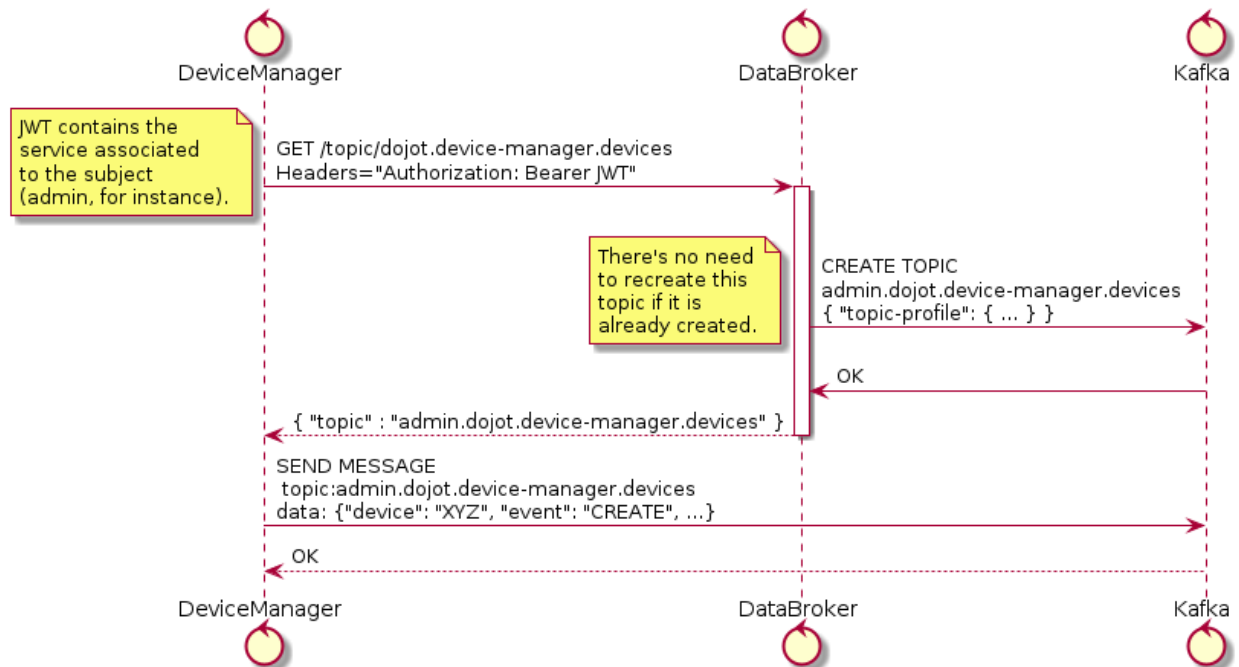 DeviceManager
DataBroker
Kafka
JWT contains the
service associated
to the subject
(admin, for instance).
GET /topic/dojot.device-manager.devices
Headers="Authorization: Bearer JWT"
There's no need
to recreate this
topic if it is
already created.
CREATE TOPIC
admin.dojot.device-manager.devices
{ "topic-profile": { ... } }
OK
{ "topic" : "admin.dojot.device-manager.devices" }
SEND MESSAGE
topic:admin.dojot.device-manager.devices
data: {"device": "XYZ", "event": "CREATE", ...}
OK
DeviceManager
DataBroker
Kafka